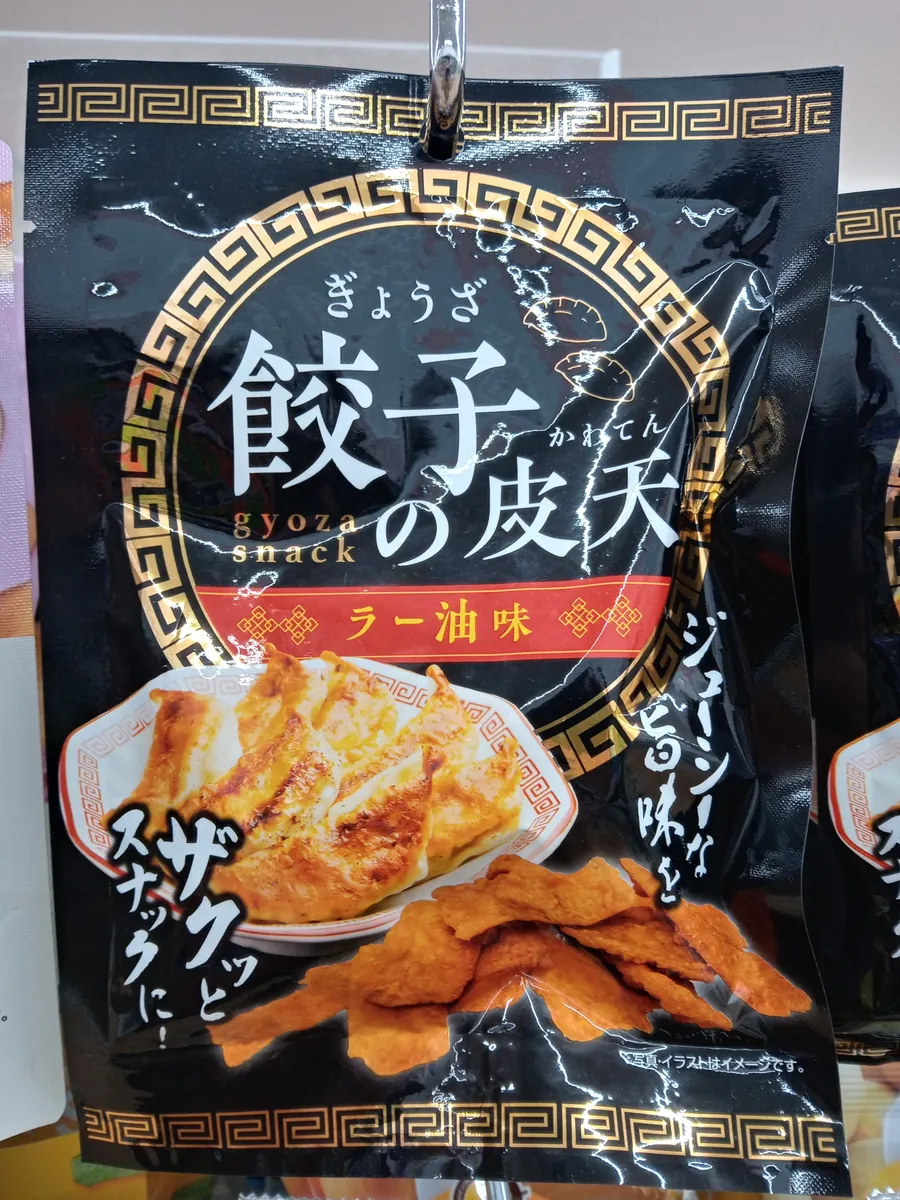 ぎょうざ
餃子
かわてん
の皮天
gyoza
snack
ラー油味
ジューシーな
旨味を
ザクッと
スナックに!
写真・イラストはイメージです。